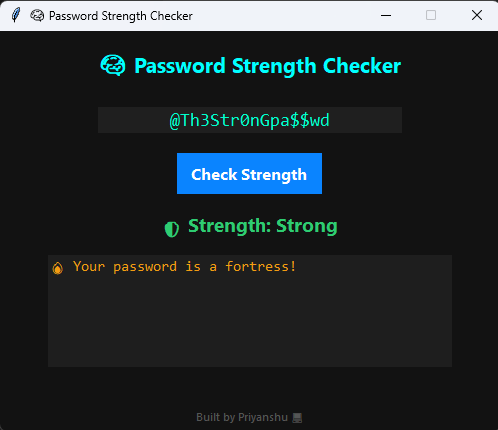 Password Strength Checker
Password Strength Checker
@Th3Str0nGpa$$wd
Check Strength
Strength: Strong
Your password is a fortress!
Built by Priyanshu